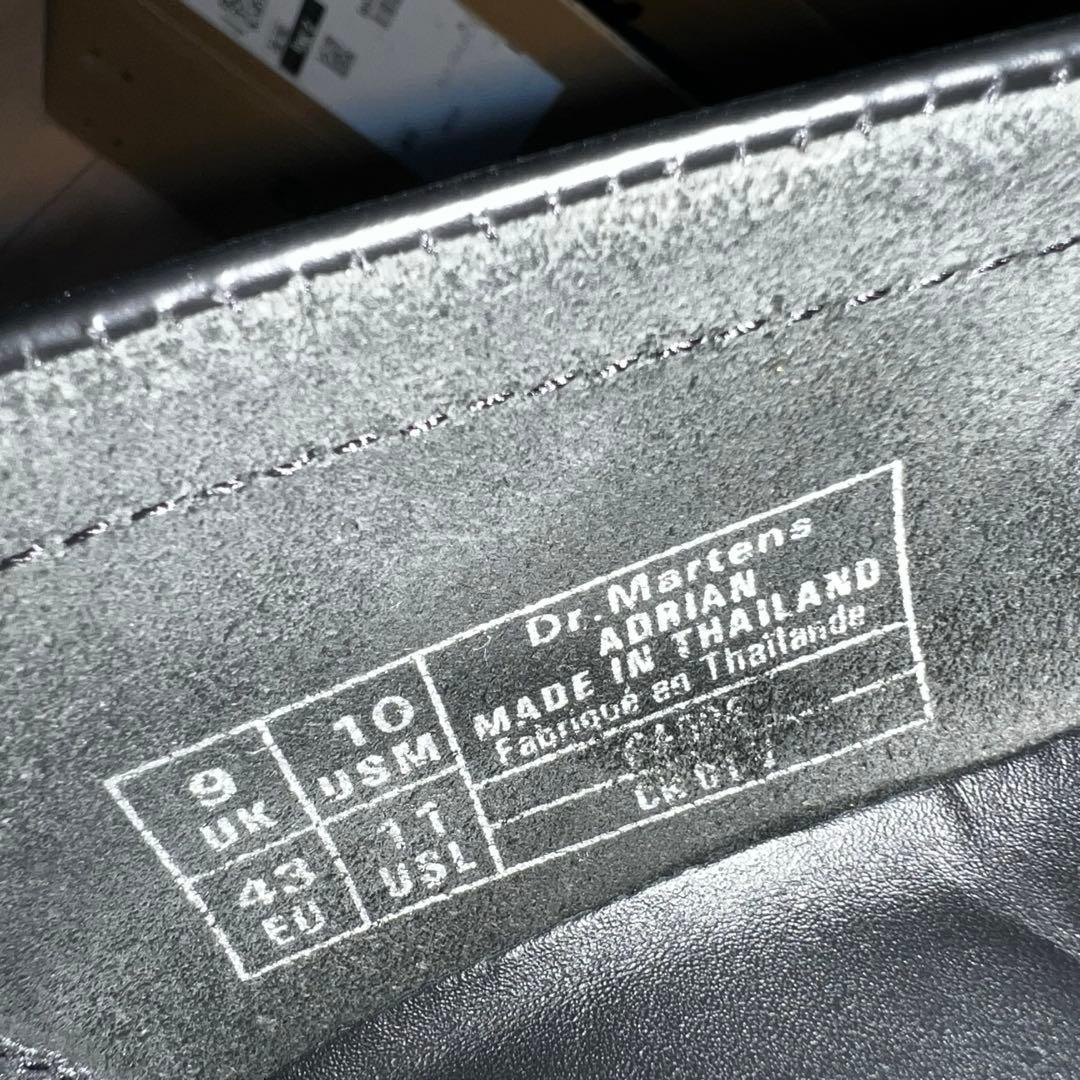 Dr. Martens
ADRIAN
MADE IN THAILAND
Fabriqué en Thaïlande
9
UK
10
USM
43
EU
11
USL